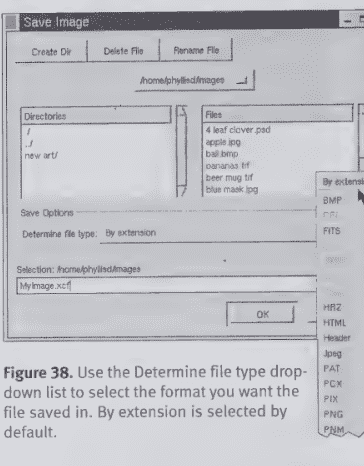 Save Image
Create Dir Delete File Rename File
/home/phyllisd/images
Directories
./
../
new art/
Files
4 leaf clover.psd
apple.jpg
ball.bmp
bananas tif
beer mug tif
blue mask.jpg
Save Options
Determine file type: By extension
By extensi
BMP
FITS
HRZ
HTML
Header
Jpeg
PAT
PCX
PIX
PNG
PNM
Selection: /home/phyllisd/images
MyImage.xcf
OK
Figure 38. Use the Determine file type drop-
down list to select the format you want the
file saved in. By extension is selected by
default.